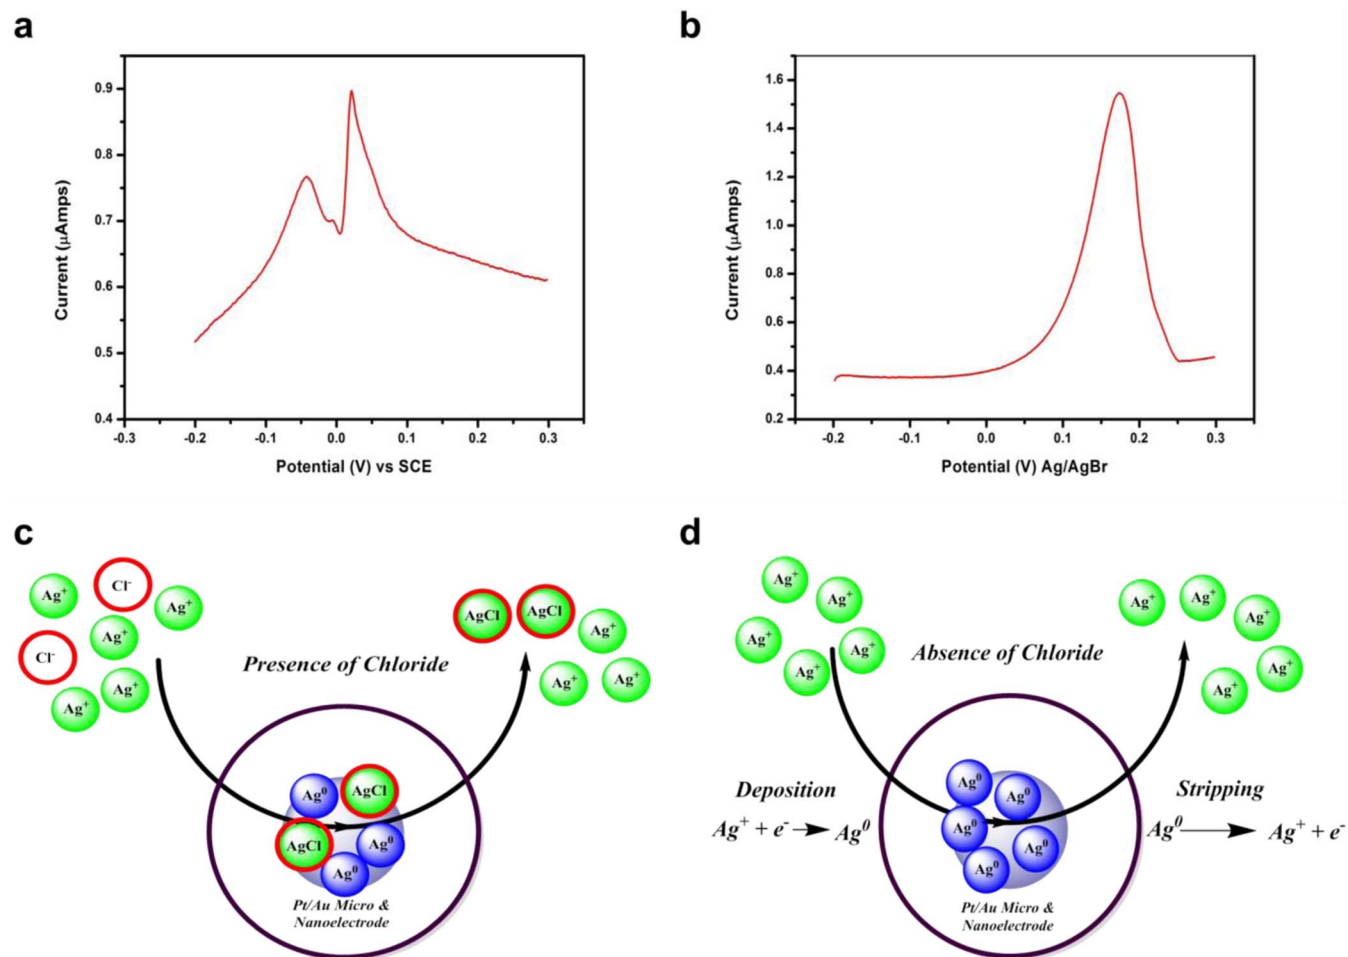 a
0.9
0.8
0.7
0.6
0.5
0.4
-0.3
-0.2
-0.1
0.0
0.1
0.2
0.3
Current (μAmps)
Potential (V) vs SCE
b
1.6
1.4
1.2
1.0
0.8
0.6
0.4
0.2
-0.2
-0.1
0.0
0.1
0.2
0.3
Current (μAmps)
Potential (V) Ag/AgBr
c
Ag+
Cl-
Ag+
Ag+
Cl-
Ag+
Ag+
Presence of Chloride
AgCl
AgCl
Ag+
Ag+
Ag+
Ag0
AgCl
AgCl
Ag0
Ag0
Pt/Au Micro &
Nanoelectrode
d
Ag+
Ag+
Ag+
Ag+
Ag+
Absence of Chloride
Ag+
Ag+
Ag+
Ag+
Ag+
Deposition
Ag+ + e- → Ag0
Ag0
Ag0
Ag0
Ag0
Ag0
Pt/Au Micro &
Nanoelectrode
Stripping
Ag0 → Ag+ + e-